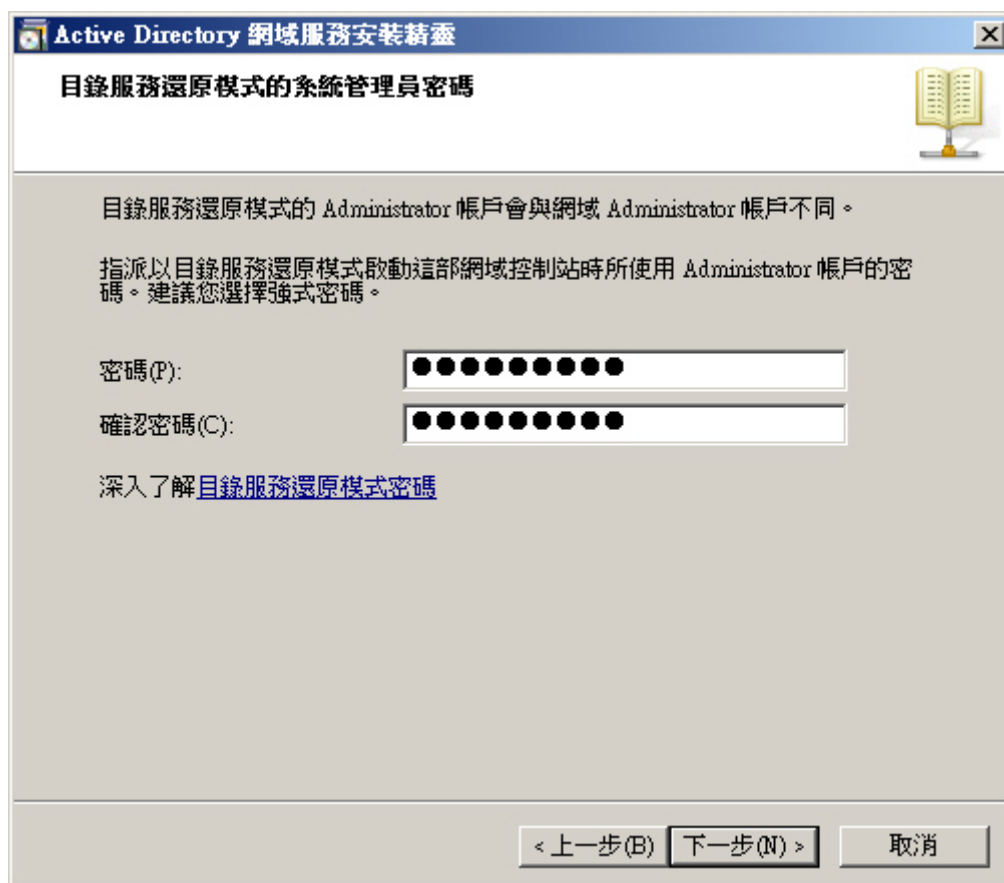 Active Directory 網域服務安裝精靈
目錄服務還原模式的系統管理員密碼
目錄服務還原模式的 Administrator 帳戶會與網域 Administrator 帳戶不同。
指派以目錄服務還原模式啟動這部網域控制站時所使用 Administrator 帳戶的密
碼。建議您選擇強式密碼。
密碼(P): ●●●●●●●●●
確認密碼(C): ●●●●●●●●●
深入了解目錄服務還原模式密碼
< 上一步(B) 下一步(N) > 取消